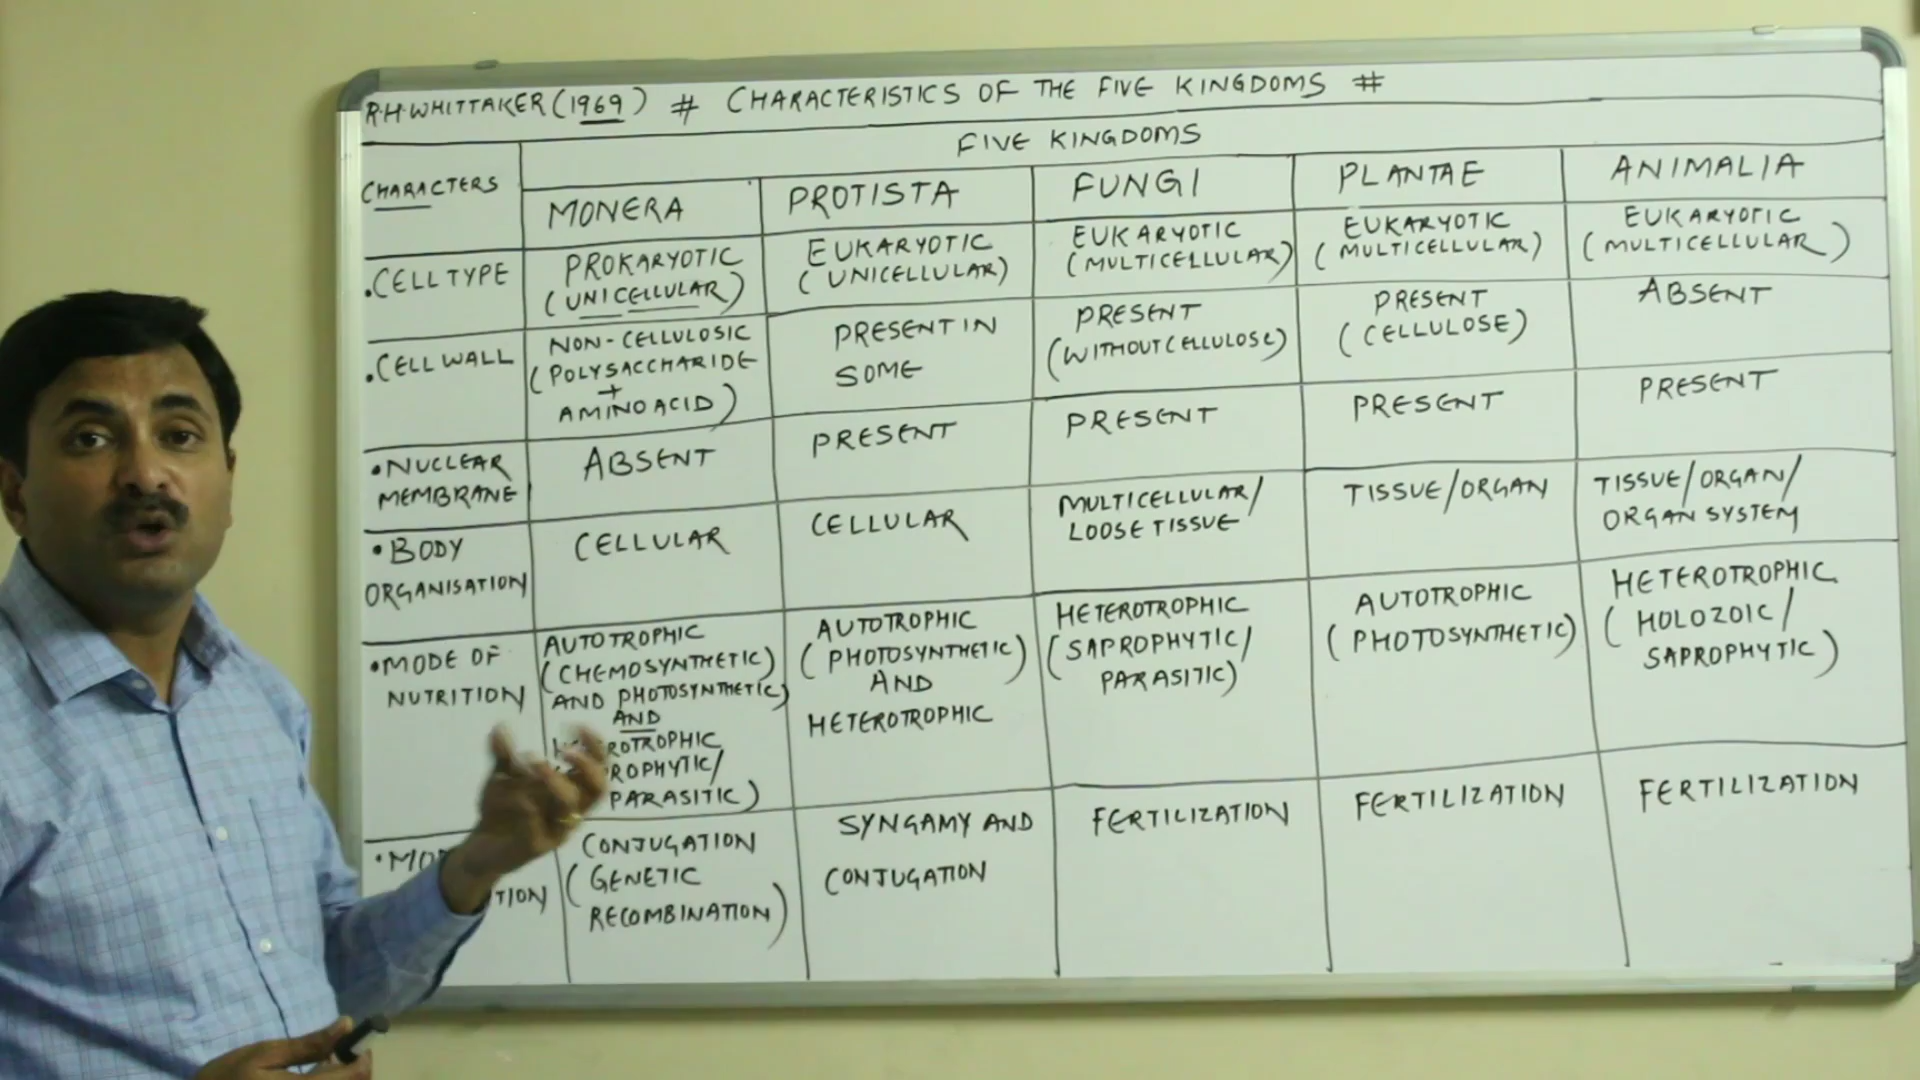 R.H.WHITTAKER(1969) # CHARACTERISTICS OF THE FIVE KINGDOMS #
FIVE KINGDOMS
CHARACTERS
MONERA
PROTISTA
FUNGI
PLANTAE
ANIMALIA
•CELL TYPE
PROKARYOTIC
(UNICELLULAR)
EUKARYOTIC
(UNICELLULAR)
EUKARYOTIC
(MULTICELLULAR)
EUKARYOTIC
(MULTICELLULAR)
EUKARYOTIC
(MULTICELLULAR)
•CELL WALL
NON-CELLULOSIC
(POLYSACCHARIDE
+
AMINO ACID)
PRESENT IN
SOME
PRESENT
(WITHOUT CELLULOSE)
PRESENT
(CELLULOSE)
ABSENT
•NUCLEAR
MEMBRANE
ABSENT
PRESENT
PRESENT
PRESENT
PRESENT
•BODY
ORGANISATION
CELLULAR
CELLULAR
MULTICELLULAR/
LOOSE TISSUE
TISSUE/ORGAN
TISSUE/ORGAN/
ORGAN SYSTEM
•MODE OF
NUTRITION
AUTOTROPHIC
(CHEMOSYNTHETIC)
AND PHOTOSYNTHETIC)
AND
PARASITIC)
AUTOTROPHIC
(PHOTOSYNTHETIC)
AND
HETEROTROPHIC
HETEROTROPHIC
(SAPROPHYTIC/
PARASITIC)
AUTOTROPHIC
(PHOTOSYNTHETIC)
HETEROTROPHIC
(HOLOZOIC/
SAPROPHYTIC)
CONJUGATION
(GENETIC
RECOMBINATION)
SYNGAMY AND
CONJUGATION
FERTILIZATION
FERTILIZATION
FERTILIZATION